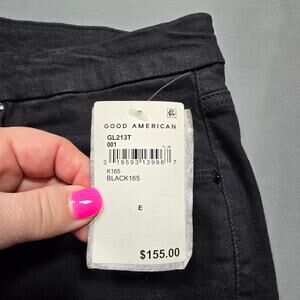 GOOD AMERICAN
GL213T
001
0 19593 13996 7
K165
BLACK165
E
$155.00